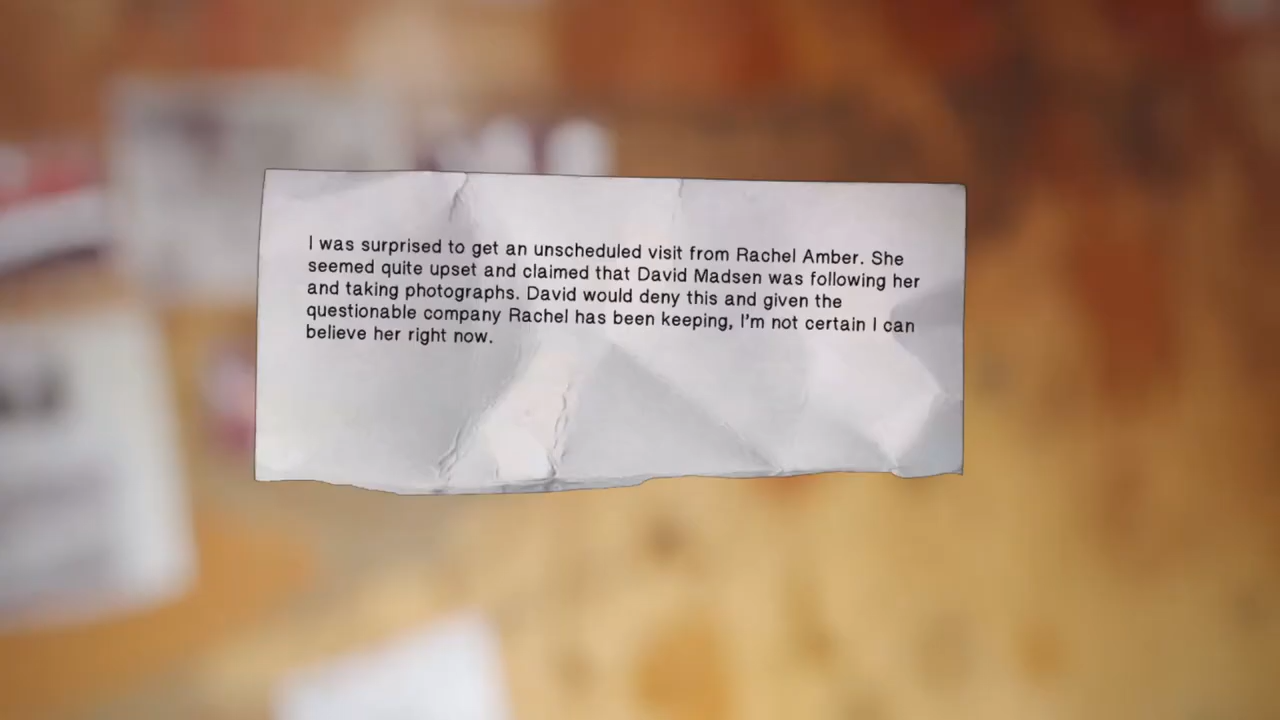 I was surprised to get an unscheduled visit from Rachel Amber. She
seemed quite upset and claimed that David Madsen was following her
and taking photographs. David would deny this and given the
questionable company Rachel has been keeping, I'm not certain I can
believe her right now.